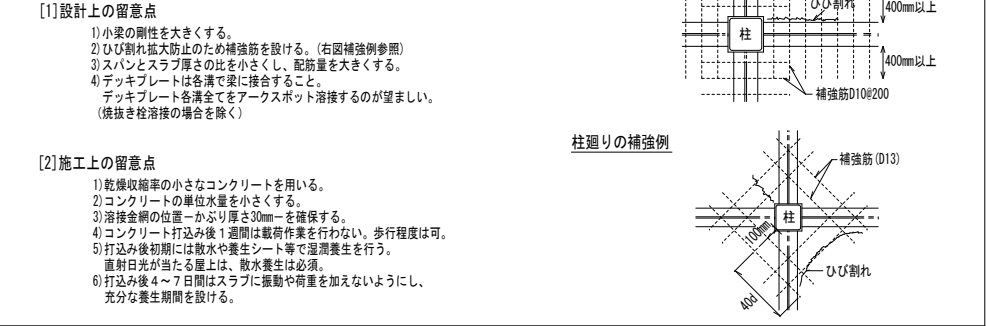 [1]設計上の留意点
1)小梁の剛性を大きくする。
2)ひび割れ拡大防止のため補強筋を設ける。(右図補強例参照)
3)スパンとスラブ厚さの比を小さくし、配筋量を大きくする。
4)デッキプレートは各溝で梁に接合すること。
デッキプレート各溝全てをアークスポット溶接するのが望ましい。
(焼抜き栓溶接の場合を除く)
[2]施工上の留意点
1)乾燥収縮率の小さなコンクリートを用いる。
2)コンクリートの単位水量を小さくする。
3)溶接金網の位置－かぶり厚さ30mm－を確保する。
4)コンクリート打込み後１週間は載荷作業を行わない。歩行程度は可。
5)打込み後初期には散水や養生シート等で湿潤養生を行う。
直射日光が当たる屋上は、散水養生は必須。
6)打込み後４～７日間はスラブに振動や荷重を加えないようにし、
充分な養生期間を設ける。
ひび割れ
400mm以上
柱
400mm以上
補強筋D10@200
柱廻りの補強例
補強筋(D13)
柱
100mm
ひび割れ
40d